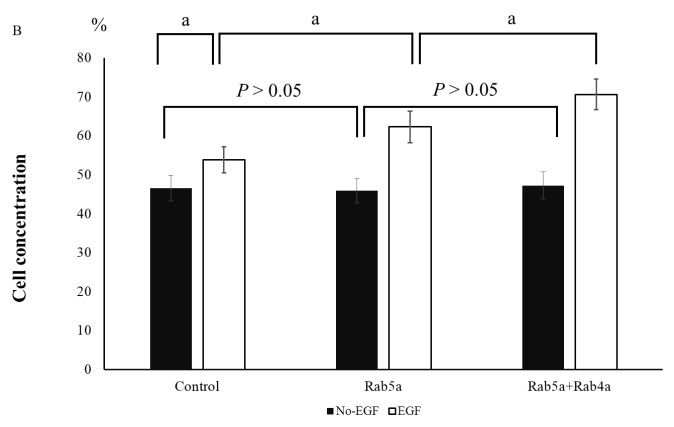 B
%
a
a
a
80
70
60
50
40
30
20
10
0
P > 0.05
P > 0.05
Cell concentration
Control
Rab5a
Rab5a+Rab4a
No-EGF
EGF